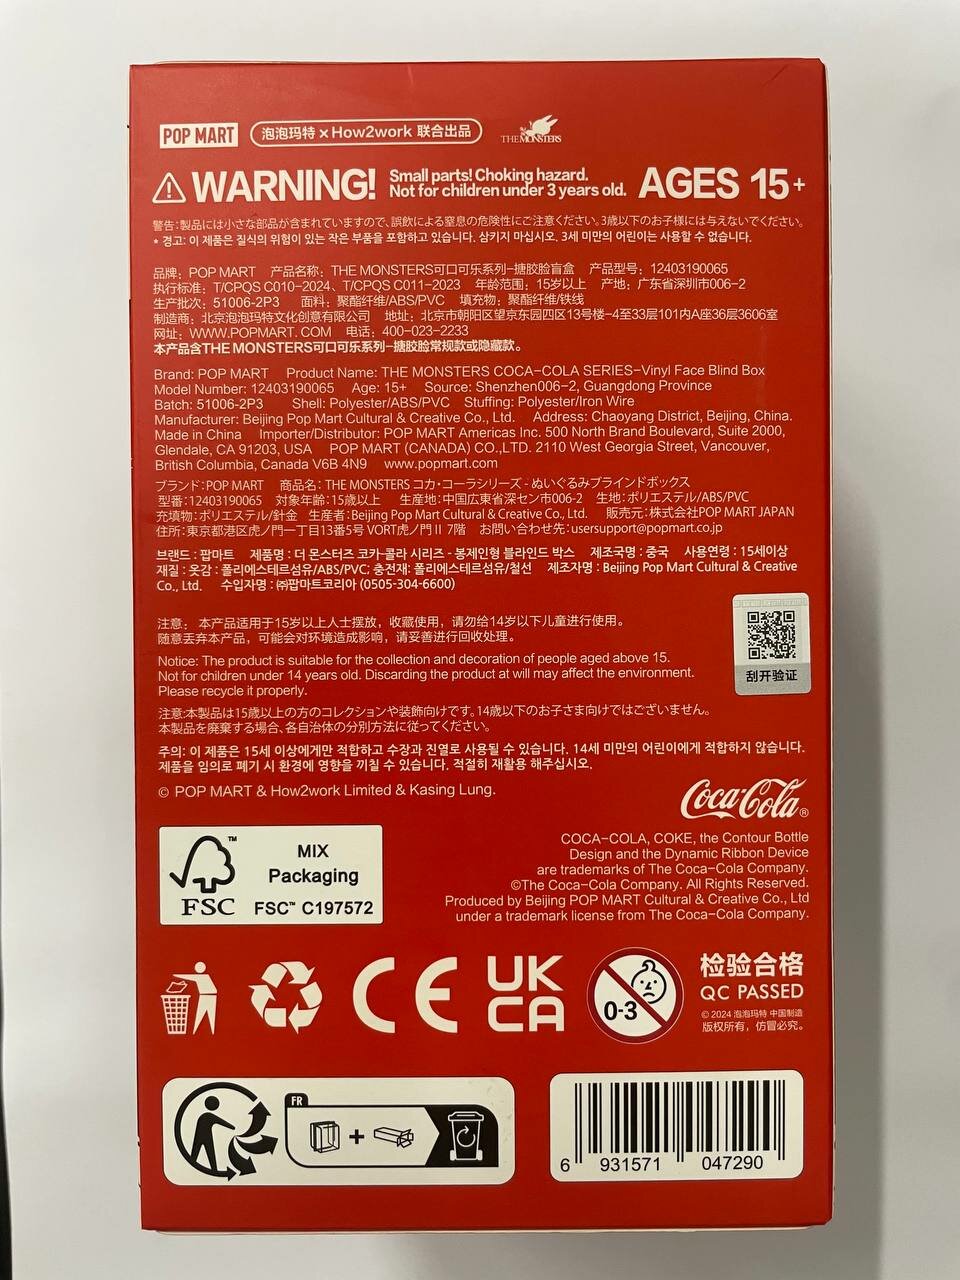 POP MART 泡泡玛特×How2work 联合出品 THE MONSTERS
WARNING! Small parts! Choking hazard. Not for children under 3 years old. AGES 15+
警告:製品には小さな部品が含まれていますので、誤飲による窒息の危険性にご注意ください。3歳以下のお子様には与えないでください。
* 경고: 이 제품은 질식의 위험이 있는 작은 부품을 포함하고 있습니다. 삼키지 마십시오. 3세 미만의 어린이는 사용할 수 없습니다.
品牌：POP MART 产品名称：THE MONSTERS可口可乐系列-搪胶脸盲盒 产品型号：12403190065
执行标准：T/CPQS C010-2024、T/CPQS C011-2023 年龄范围：15岁以上 产地：广东省深圳市006-2
生产批次：51006-2P3 面料：聚酯纤维/ABS/PVC 填充物：聚酯纤维/铁线
制造商：北京泡泡玛特文化创意有限公司 地址：北京市朝阳区望京东园四区13号楼-4至33层101内A座36层3606室
网址：WWW.POPMART.COM 电话：400-023-2233
本产品含THE MONSTERS可口可乐系列-搪胶脸常规款或隐藏款。
Brand: POP MART Product Name: THE MONSTERS COCA-COLA SERIES-Vinyl Face Blind Box
Model Number: 12403190065 Age: 15+ Source: Shenzhen006-2, Guangdong Province
Batch: 51006-2P3 Shell: Polyester/ABS/PVC Stuffing: Polyester/Iron Wire
Manufacturer: Beijing Pop Mart Cultural & Creative Co., Ltd. Address: Chaoyang District, Beijing, China.
Made in China Importer/Distributor: POP MART Americas Inc. 500 North Brand Boulevard, Suite 2000,
Glendale, CA 91203, USA POP MART (CANADA) CO.,LTD. 2110 West Georgia Street, Vancouver,
British Columbia, Canada V6B 4N9 www.popmart.com
ブランド:POP MART 商品名：THE MONSTERS コカ・コーラシリーズ - ぬいぐるみブラインドボックス
型番:12403190065 対象年齢:15歳以上 生産地:中国広東省深セン市006-2 生地:ポリエステル/ABS/PVC
充填物:ポリエステル/針金 生産者:Beijing Pop Mart Cultural & Creative Co., Ltd. 販売元:株式会社POP MART JAPAN
住所:東京都港区虎ノ門一丁目13番5号 VORT虎ノ門Ⅱ 7階 お問い合わせ先:usersupport@popmart.co.jp
브랜드 : 팝마트 제품명 : 더 몬스터즈 코카-콜라 시리즈 - 봉제인형 블라인드 박스 제조국명 : 중국 사용연령 : 15세이상
재질 : 옷감 : 폴리에스테르섬유/ABS/PVC; 충전재: 폴리에스테르섬유/철선 제조자명 : Beijing Pop Mart Cultural & Creative
Co., Ltd. 수입자명 : ㈜팝마트코리아 (0505-304-6600)
注意： 本产品适用于15岁以上人士摆放，收藏使用，请勿给14岁以下儿童进行使用。
随意丢弃本产品，可能会对环境造成影响，请妥善进行回收处理。
刮开验证
Notice: The product is suitable for the collection and decoration of people aged above 15.
Not for children under 14 years old. Discarding the product at will may affect the environment.
Please recycle it properly.
注意:本製品は15歳以上の方のコレクションや装飾向けです。14歳以下のお子さま向けではございません。
本製品を廃棄する場合、各自治体の分別方法に従ってください。
주의: 이 제품은 15세 이상에게만 적합하고 수장과 진열로 사용될 수 있습니다. 14세 미만의 어린이에게 적합하지 않습니다.
제품을 임의로 폐기 시 환경에 영향을 끼칠 수 있습니다. 적절히 재활용 해주십시오.
© POP MART & How2work Limited & Kasing Lung.
Coca-Cola®
COCA-COLA, COKE, the Contour Bottle
Design and the Dynamic Ribbon Device
are trademarks of The Coca-Cola Company.
©The Coca-Cola Company. All Rights Reserved.
Produced by Beijing POP MART Cultural & Creative Co., Ltd
under a trademark license from The Coca-Cola Company.
™
MIX
Packaging
FSC FSC™ C197572
CE UK
CA
0-3
检验合格
QC PASSED
© 2024 泡泡玛特 中国制造
版权所有，仿冒必究。
FR
+
6 931571 047290